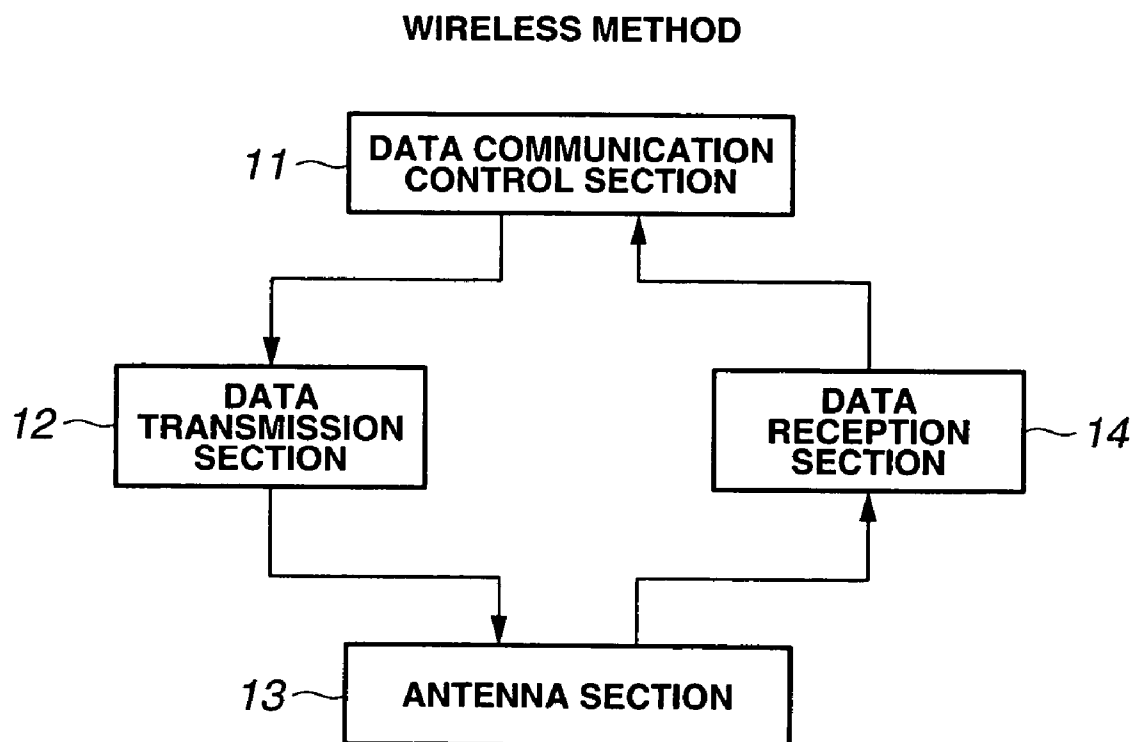 WIRELESS METHOD
11
DATA COMMUNICATION
CONTROL SECTION
12
DATA
TRANSMISSION
SECTION
DATA
RECEPTION
SECTION
14
13
ANTENNA SECTION